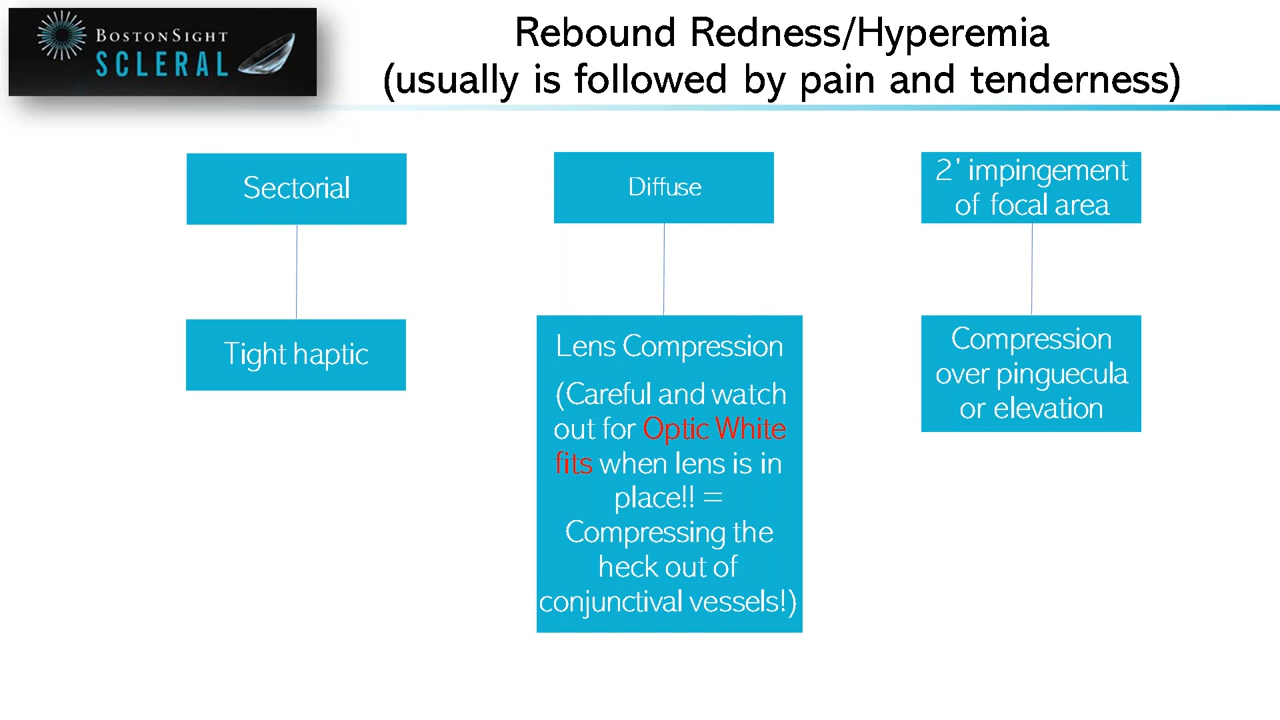 BOSTONSIGHT
SCLERAL
Rebound Redness/Hyperemia
(usually is followed by pain and tenderness)
Sectorial
Tight haptic
Diffuse
Lens Compression
(Careful and watch
out for Optic White
fits when lens is in
place!! =
Compressing the
heck out of
conjunctival vessels!)
2' impingement
of focal area
Compression
over pinguecula
or elevation